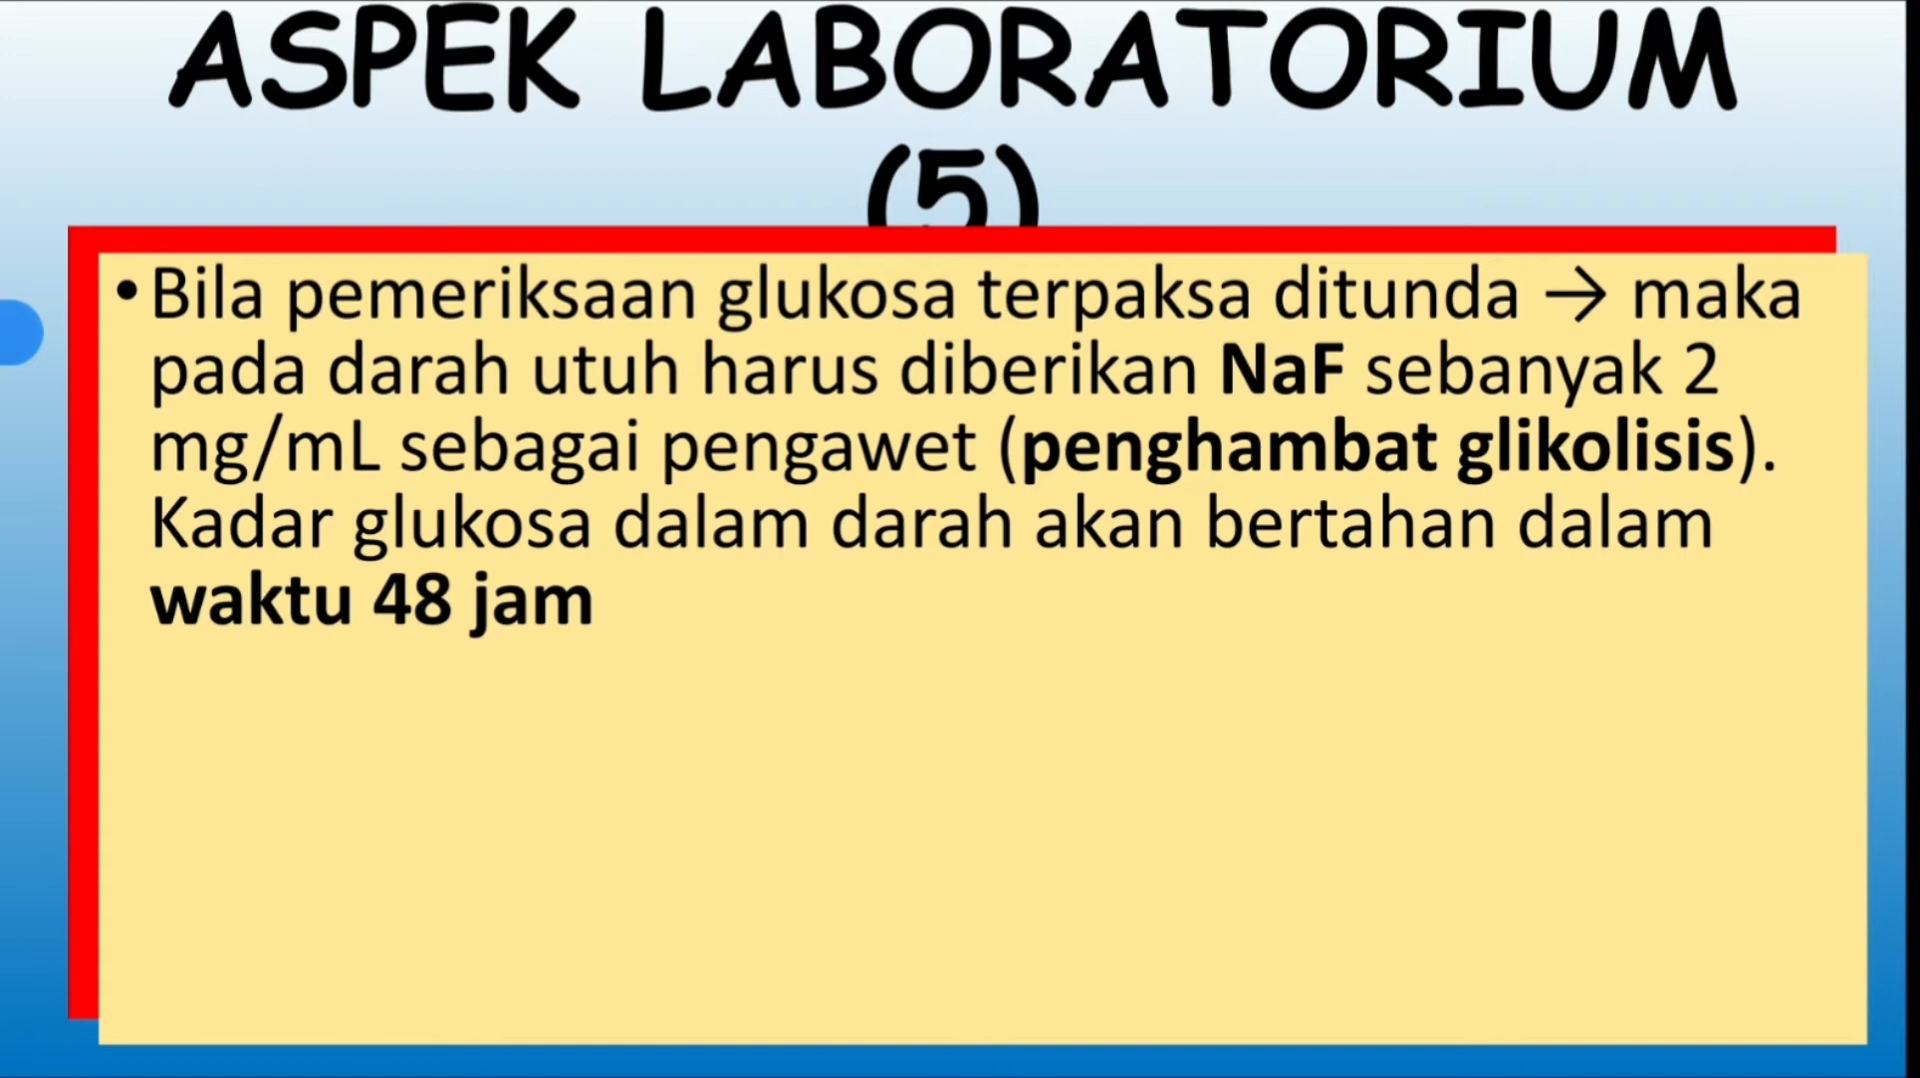 ASPEK LABORATORIUM
(5)
• Bila pemeriksaan glukosa terpaksa ditunda → maka
pada darah utuh harus diberikan NaF sebanyak 2
mg/mL sebagai pengawet (penghambat glikolisis).
Kadar glukosa dalam darah akan bertahan dalam
waktu 48 jam